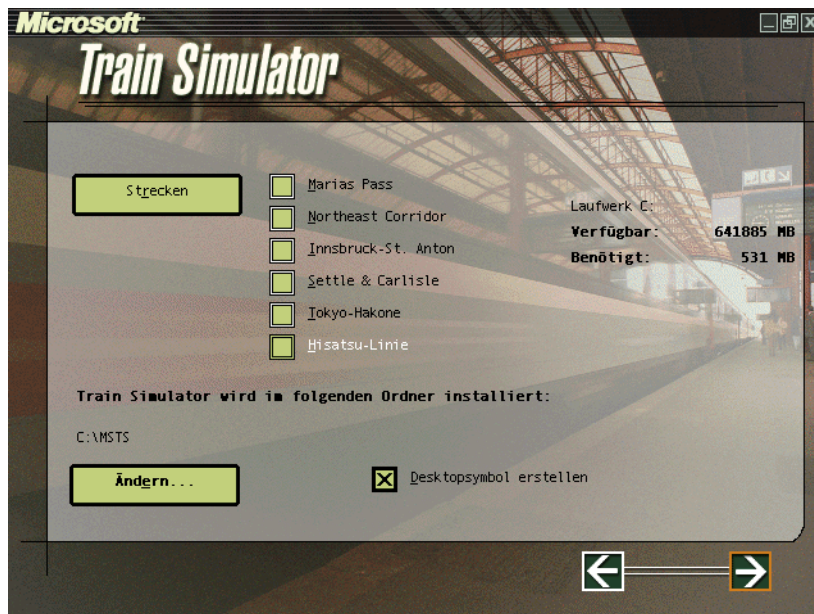 Microsoft
Train Simulator
Strecken
Marias Pass
Northeast Corridor
Innsbruck-St. Anton
Settle & Carlisle
Tokyo-Hakone
Hisatsu-Linie
Laufwerk C:
Verfügbar: 641885 MB
Benötigt: 531 MB
Train Simulator wird im folgenden Ordner installiert:
C:\MSTS
Ändern...
Desktopsymbol erstellen